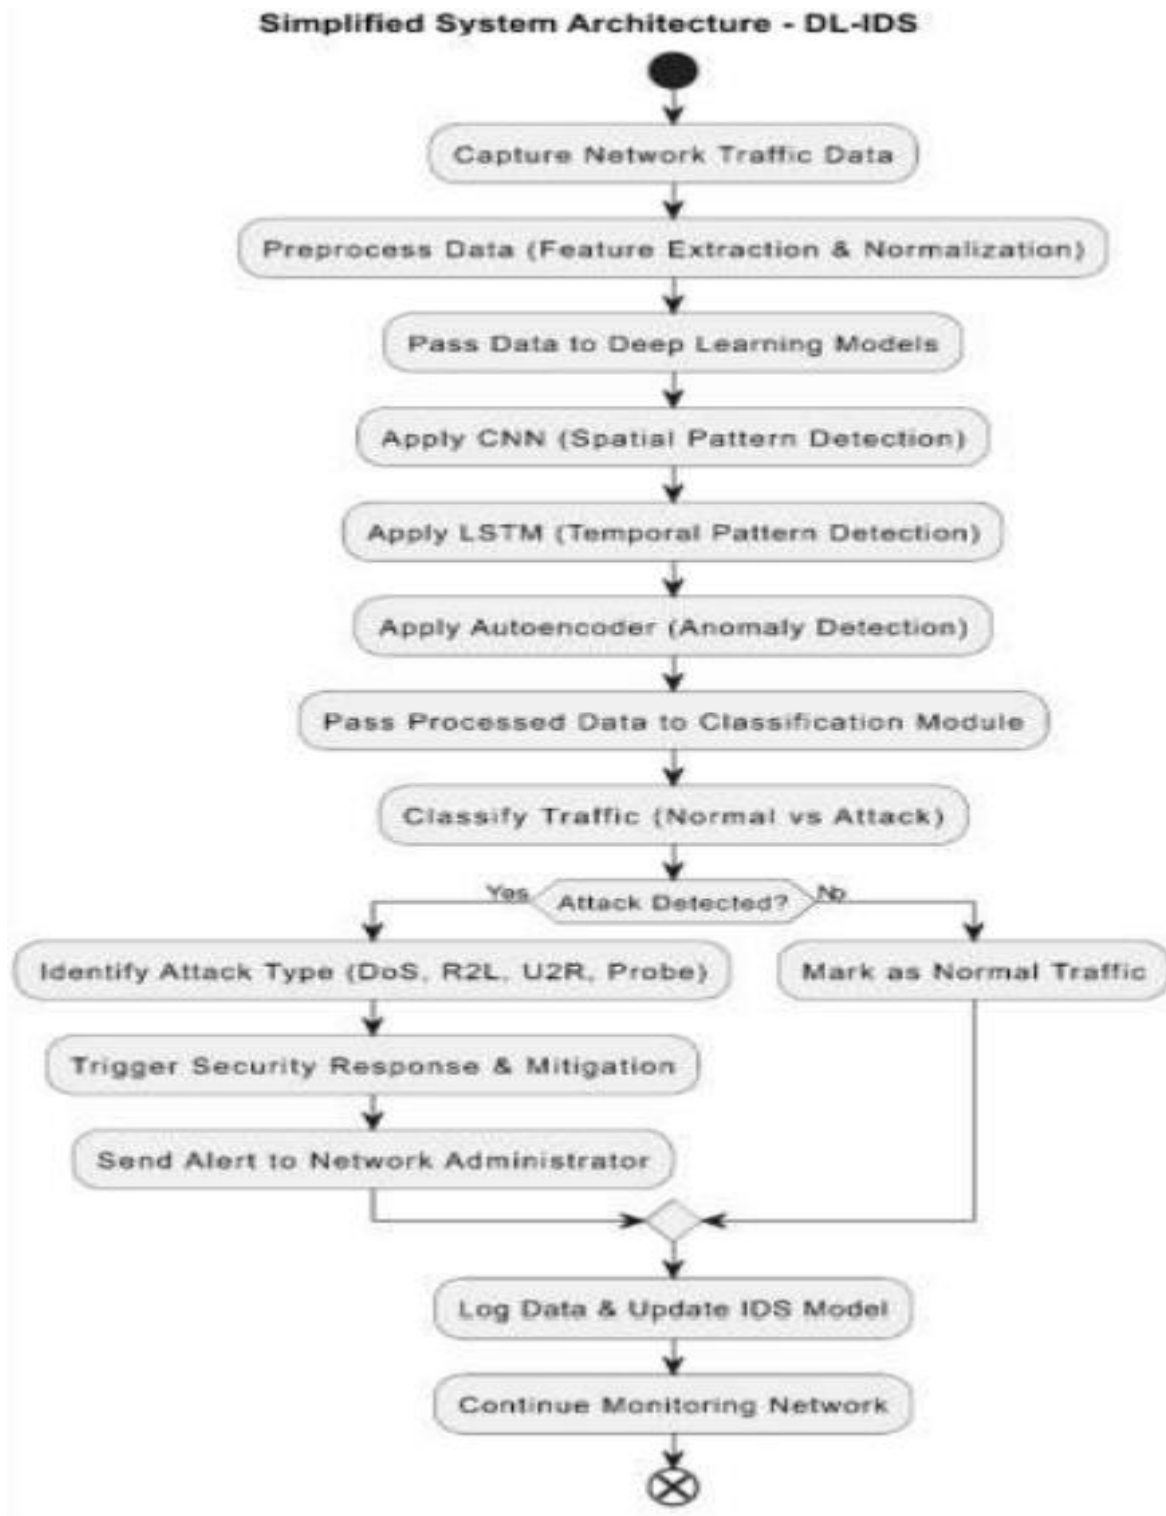 Simplified System Architecture - DL-IDS
Capture Network Traffic Data
Preprocess Data (Feature Extraction & Normalization)
Pass Data to Deep Learning Models
Apply CNN (Spatial Pattern Detection)
Apply LSTM (Temporal Pattern Detection)
Apply Autoencoder (Anomaly Detection)
Pass Processed Data to Classification Module
Classify Traffic (Normal vs Attack)
Yes
Attack Detected?
No
Identify Attack Type (DoS, R2L, U2R, Probe)
Mark as Normal Traffic
Trigger Security Response & Mitigation
Send Alert to Network Administrator
Log Data & Update IDS Model
Continue Monitoring Network